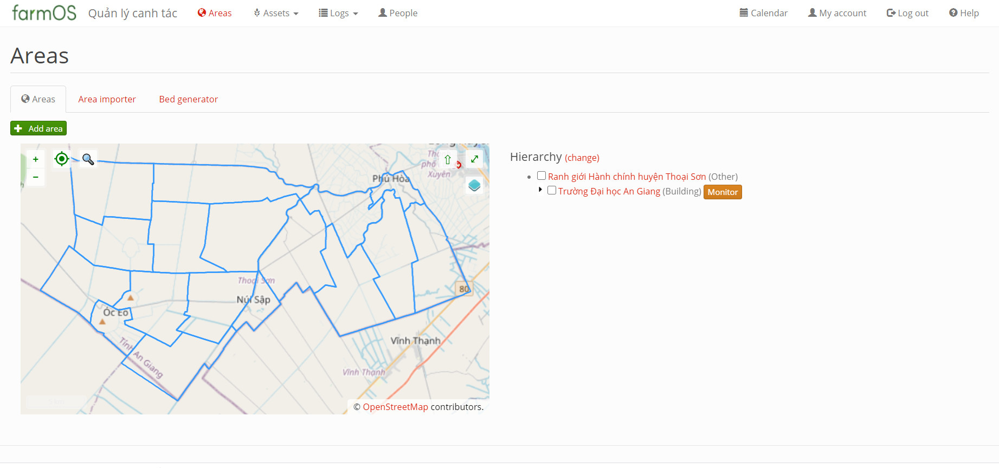 farmOS Quản lý canh tác Areas Assets Logs People Calendar My account Log out Help
Areas
Areas Area importer Bed generator
Add area
Phú Hòa
Xuyên
80
Thoại Sơn
Núi Sập
Óc Eo
Tỉnh An Giang
Vĩnh Thạnh
Vĩnh Thạnh
© OpenStreetMap contributors.
Hierarchy (change)
Ranh giới Hành chính huyện Thoại Sơn (Other)
Trường Đại học An Giang (Building) Monitor